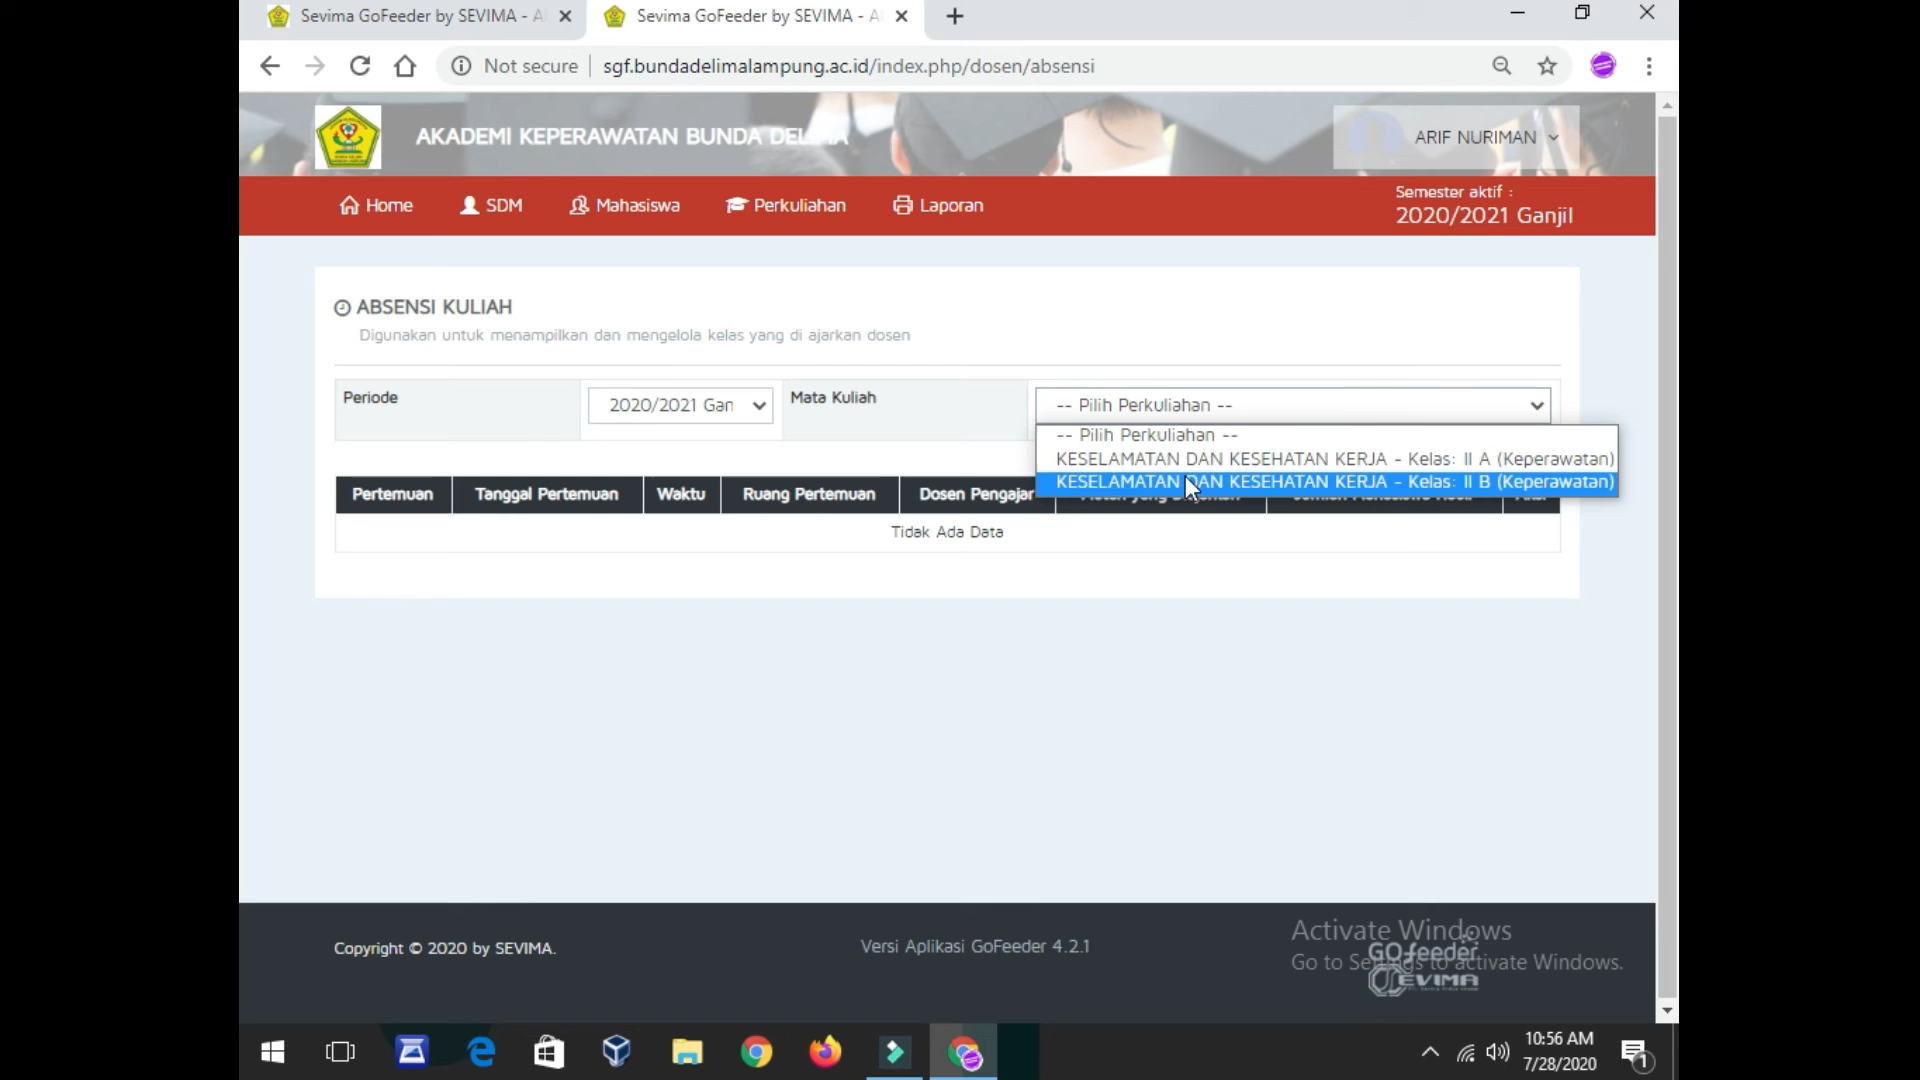 Sevima GoFeeder by SEVIMA - A
Sevima GoFeeder by SEVIMA - A
Not secure
sgf.bundadelimalampung.ac.id/index.php/dosen/absensi
AKADEMI KEPERAWATAN BUNDA DELIMA
ARIF NURIMAN
Home
SDM
Mahasiswa
Perkuliahan
Laporan
Semester aktif :
2020/2021 Ganjil
ABSENSI KULIAH
Digunakan untuk menampilkan dan mengelola kelas yang di ajarkan dosen
Periode
2020/2021 Gan
Mata Kuliah
-- Pilih Perkuliahan --
-- Pilih Perkuliahan --
KESELAMATAN DAN KESEHATAN KERJA - Kelas: II A (Keperawatan)
KESELAMATAN DAN KESEHATAN KERJA - Kelas: II B (Keperawatan)
Pertemuan
Tanggal Pertemuan
Waktu
Ruang Pertemuan
Dosen Pengajar
Tidak Ada Data
Copyright © 2020 by SEVIMA.
Versi Aplikasi GoFeeder 4.2.1
Activate Windows
Go to Settings to activate Windows.
GOfeeder
SEVIMA
10:56 AM
7/28/2020
1